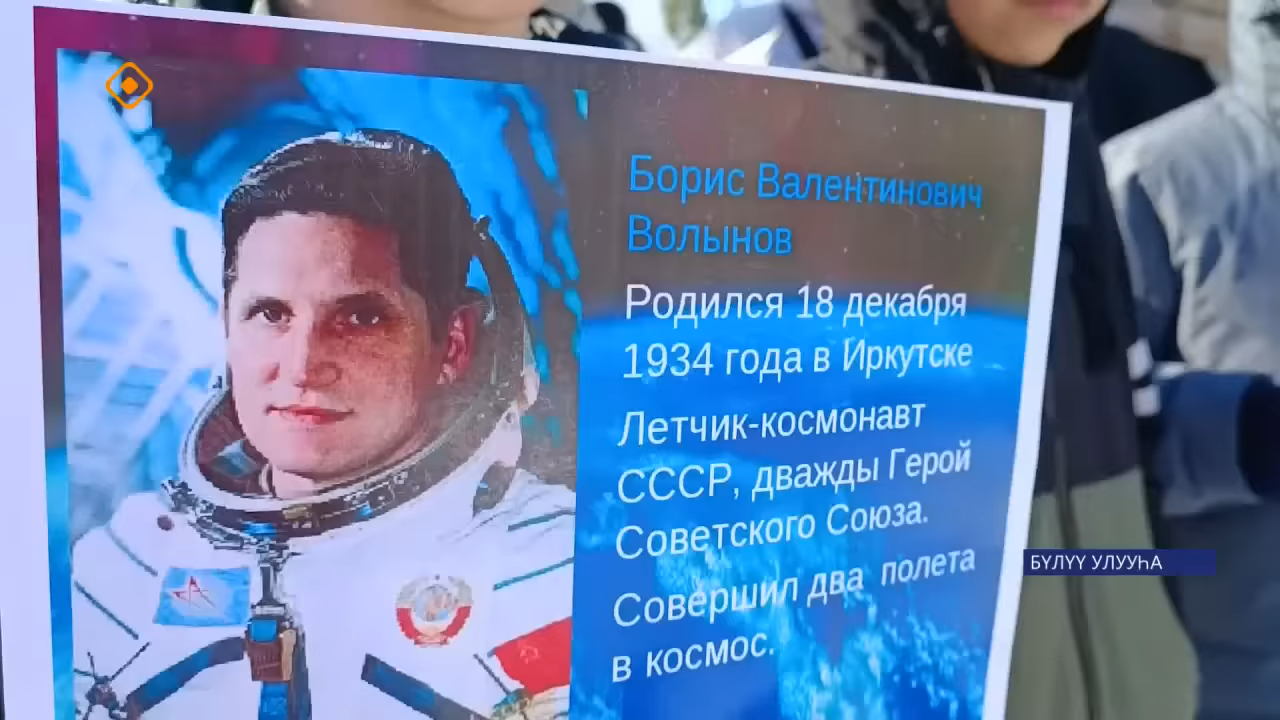 Борис Валентинович
Волынов
Родился 18 декабря
1934 года в Иркутске
Летчик-космонавт
СССР, дважды Герой
Советского Союза.
Совершил два полета
в космос.
БҮЛҮҮ УЛУУҺА